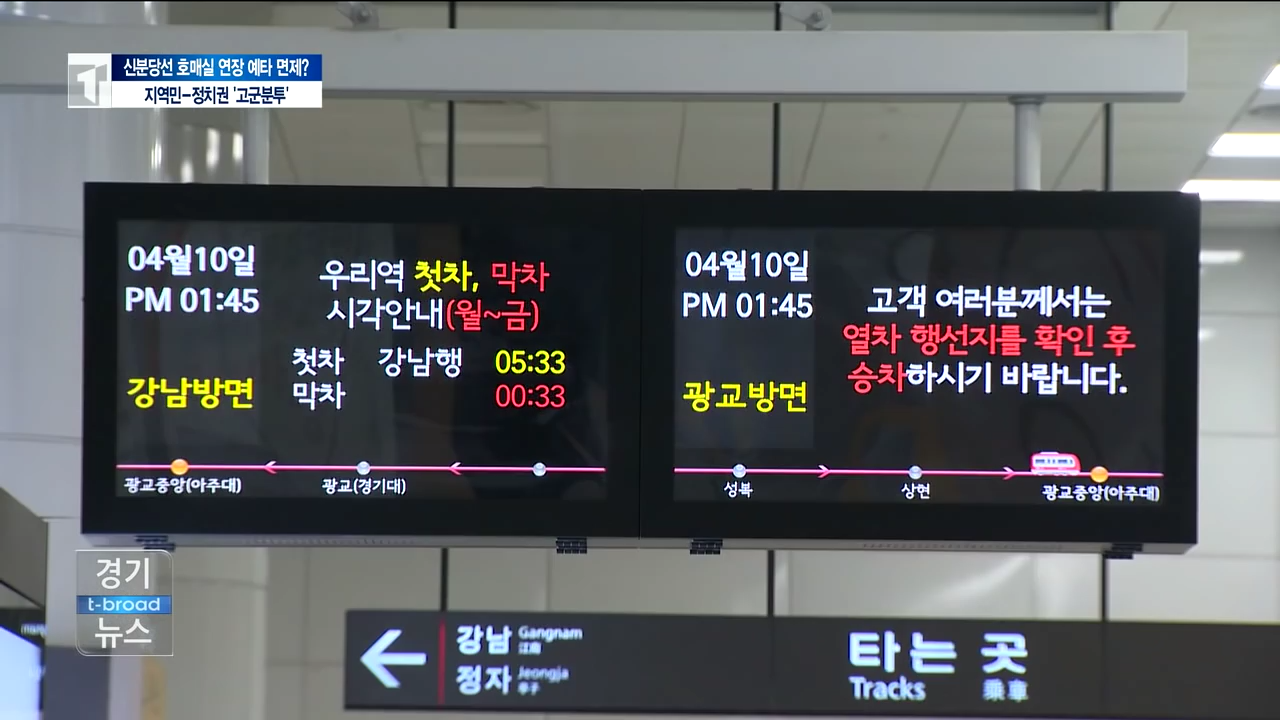 신분당선 호매실 연장 예타 면제?
지역민-정치권 '고군분투'
04월10일
PM 01:45
강남방면
우리역 첫차, 막차
시각안내(월~금)
첫차 강남행 05:33
막차 00:33
광교중앙(아주대) 광교(경기대)
04월10일
PM 01:45
광교방면
고객 여러분께서는
열차 행선지를 확인 후
승차하시기 바랍니다.
성복 상현 광교중앙(아주대)
경기
t-broad
뉴스
강남 Gangnam
江南
정자 Jeongja
亭子
타는 곳
Tracks 乘車